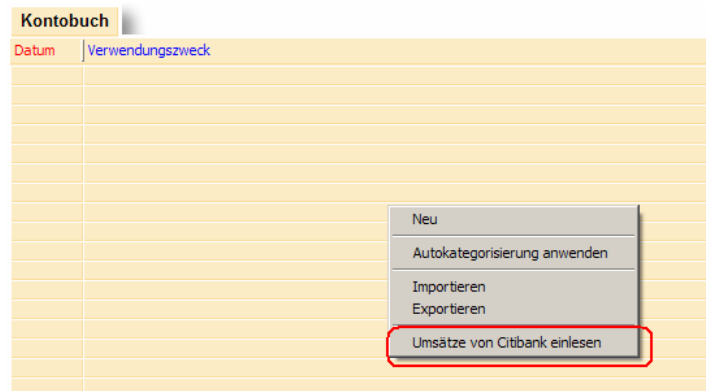 Kontobuch
Datum Verwendungszweck
Neu
Autokategorisierung anwenden
Importieren
Exportieren
Umsätze von Citibank einlesen